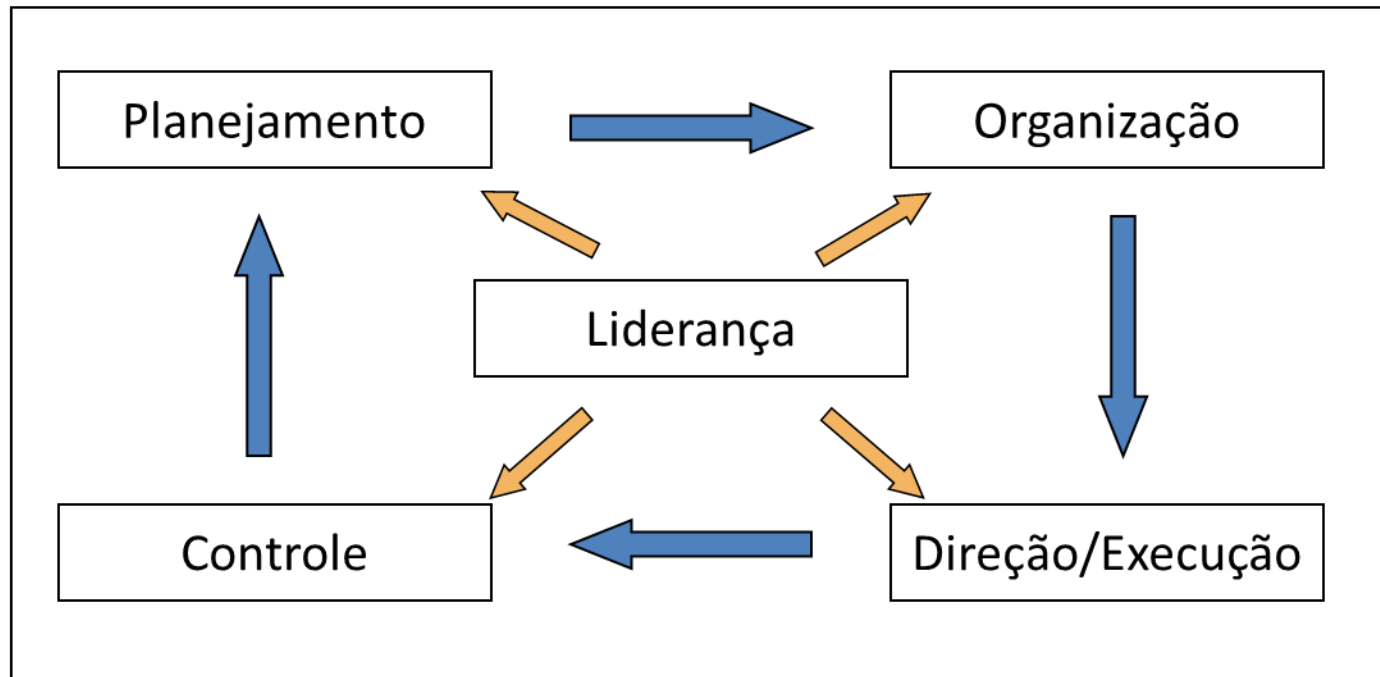 Planejamento
Organização
Liderança
Controle
Direção/Execução